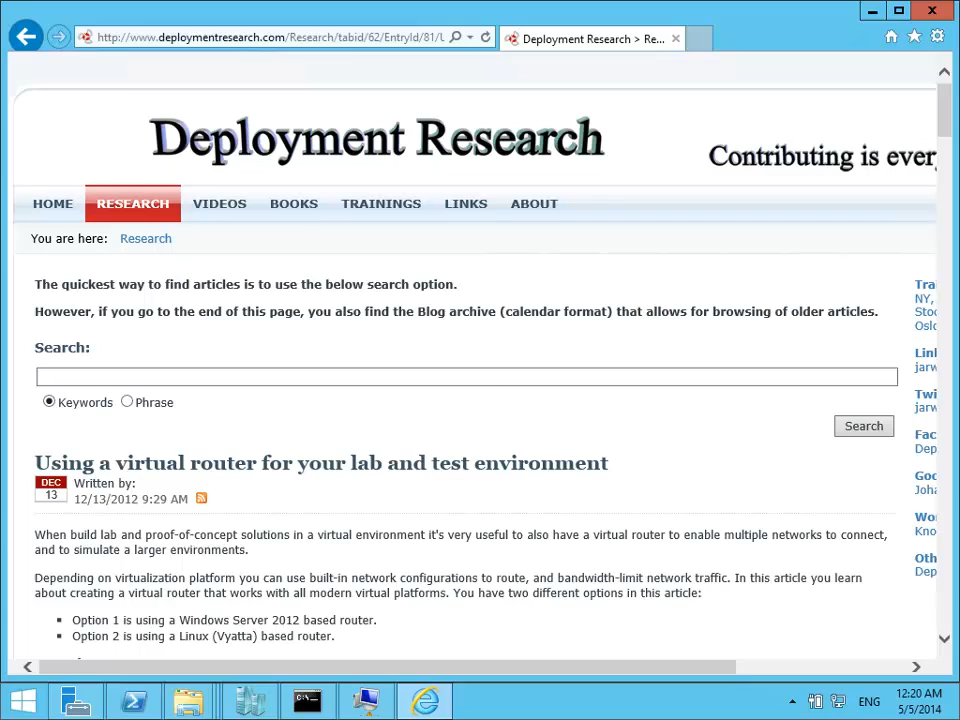 http://www.deploymentresearch.com/Research/tabid/62/EntryId/81/U
Deployment Research > Re...
Deployment Research
Contributing is ever
HOME RESEARCH VIDEOS BOOKS TRAININGS LINKS ABOUT
You are here: Research
The quickest way to find articles is to use the below search option.
However, if you go to the end of this page, you also find the Blog archive (calendar format) that allows for browsing of older articles.
Search:
Keywords Phrase
Search
Using a virtual router for your lab and test environment
DEC
13
Written by:
12/13/2012 9:29 AM
When build lab and proof-of-concept solutions in a virtual environment it's very useful to also have a virtual router to enable multiple networks to connect,
and to simulate a larger environments.
Depending on virtualization platform you can use built-in network configurations to route, and bandwidth-limit network traffic. In this article you learn
about creating a virtual router that works with all modern virtual platforms. You have two different options in this article:
Option 1 is using a Windows Server 2012 based router.
Option 2 is using a Linux (Vyatta) based router.
Tra
NY,
Stoc
Oslo
Link
jarw
Twi
jarw
Fac
Dep
Goo
Joha
Wor
Kno
Oth
Dep
ENG
12:20 AM
5/5/2014